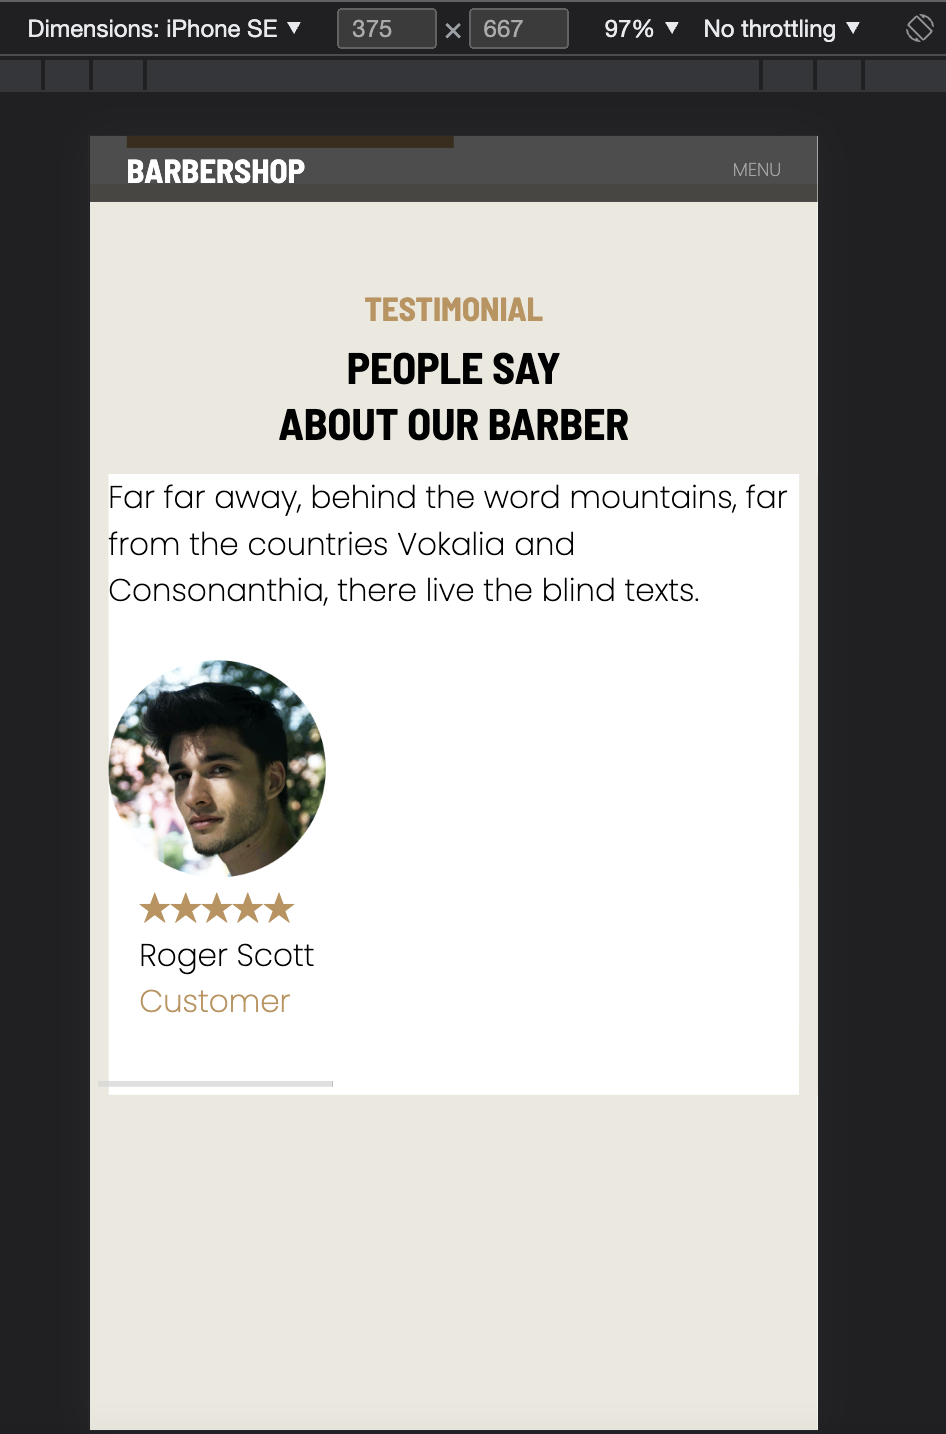 Dimensions: iPhone SE ▼ 375 × 667 97% ▼ No throttling ▼
BARBERSHOP MENU
TESTIMONIAL
PEOPLE SAY
ABOUT OUR BARBER
Far far away, behind the word mountains, far
from the countries Vokalia and
Consonanthia, there live the blind texts.
★★★★★
Roger Scott
Customer